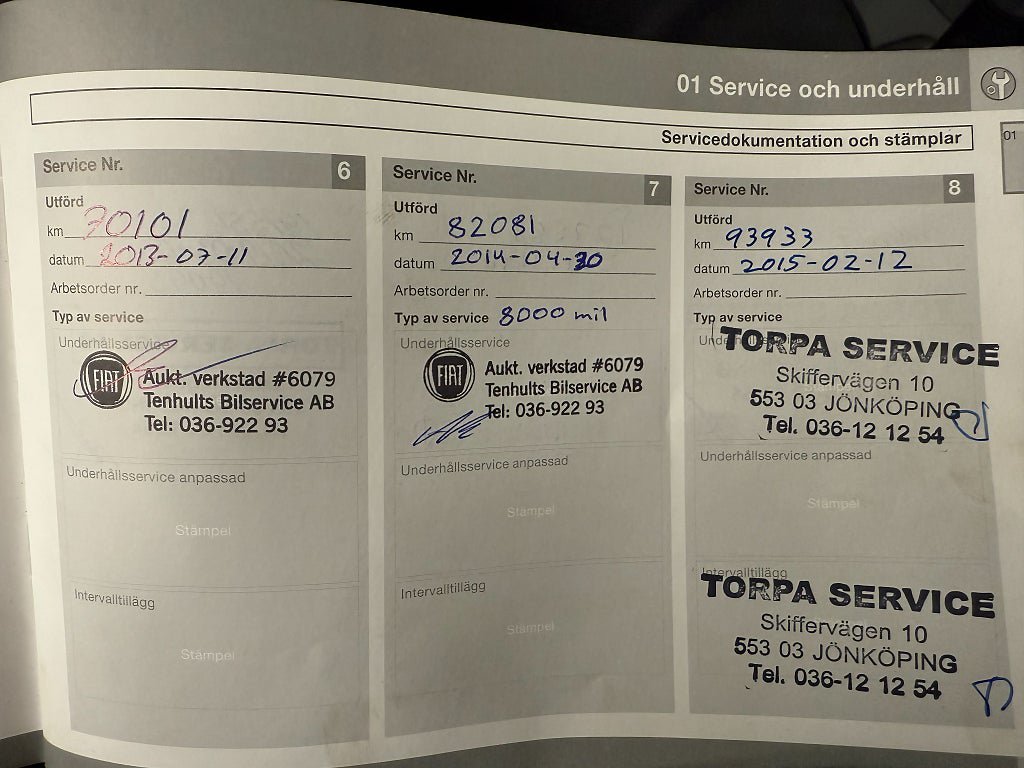 01 Service och underhåll
01
Servicedokumentation och stämplar
Service Nr. 6
Utförd
km 70101
datum 2013-07-11
Arbetsorder nr.
Typ av service
Underhållsservice
FIAT
Aukt. verkstad #6079
Tenhults Bilservice AB
Tel: 036-922 93
Underhållsservice anpassad
Stämpel
Intervalltillägg
Stämpel
Service Nr. 7
Utförd
km 82081
datum 2014-04-30
Arbetsorder nr.
Typ av service 8000 mil
Underhållsservice
FIAT
Aukt. verkstad #6079
Tenhults Bilservice AB
Tel: 036-922 93
Underhållsservice anpassad
Stämpel
Intervalltillägg
Stämpel
Service Nr. 8
Utförd
km 93933
datum 2015-02-12
Arbetsorder nr.
Typ av service
TORPA SERVICE
Skiffervägen 10
553 03 JÖNKÖPING
Tel. 036-12 12 54
Underhållsservice anpassad
Stämpel
Intervalltillägg
TORPA SERVICE
Skiffervägen 10
553 03 JÖNKÖPING
Tel. 036-12 12 54